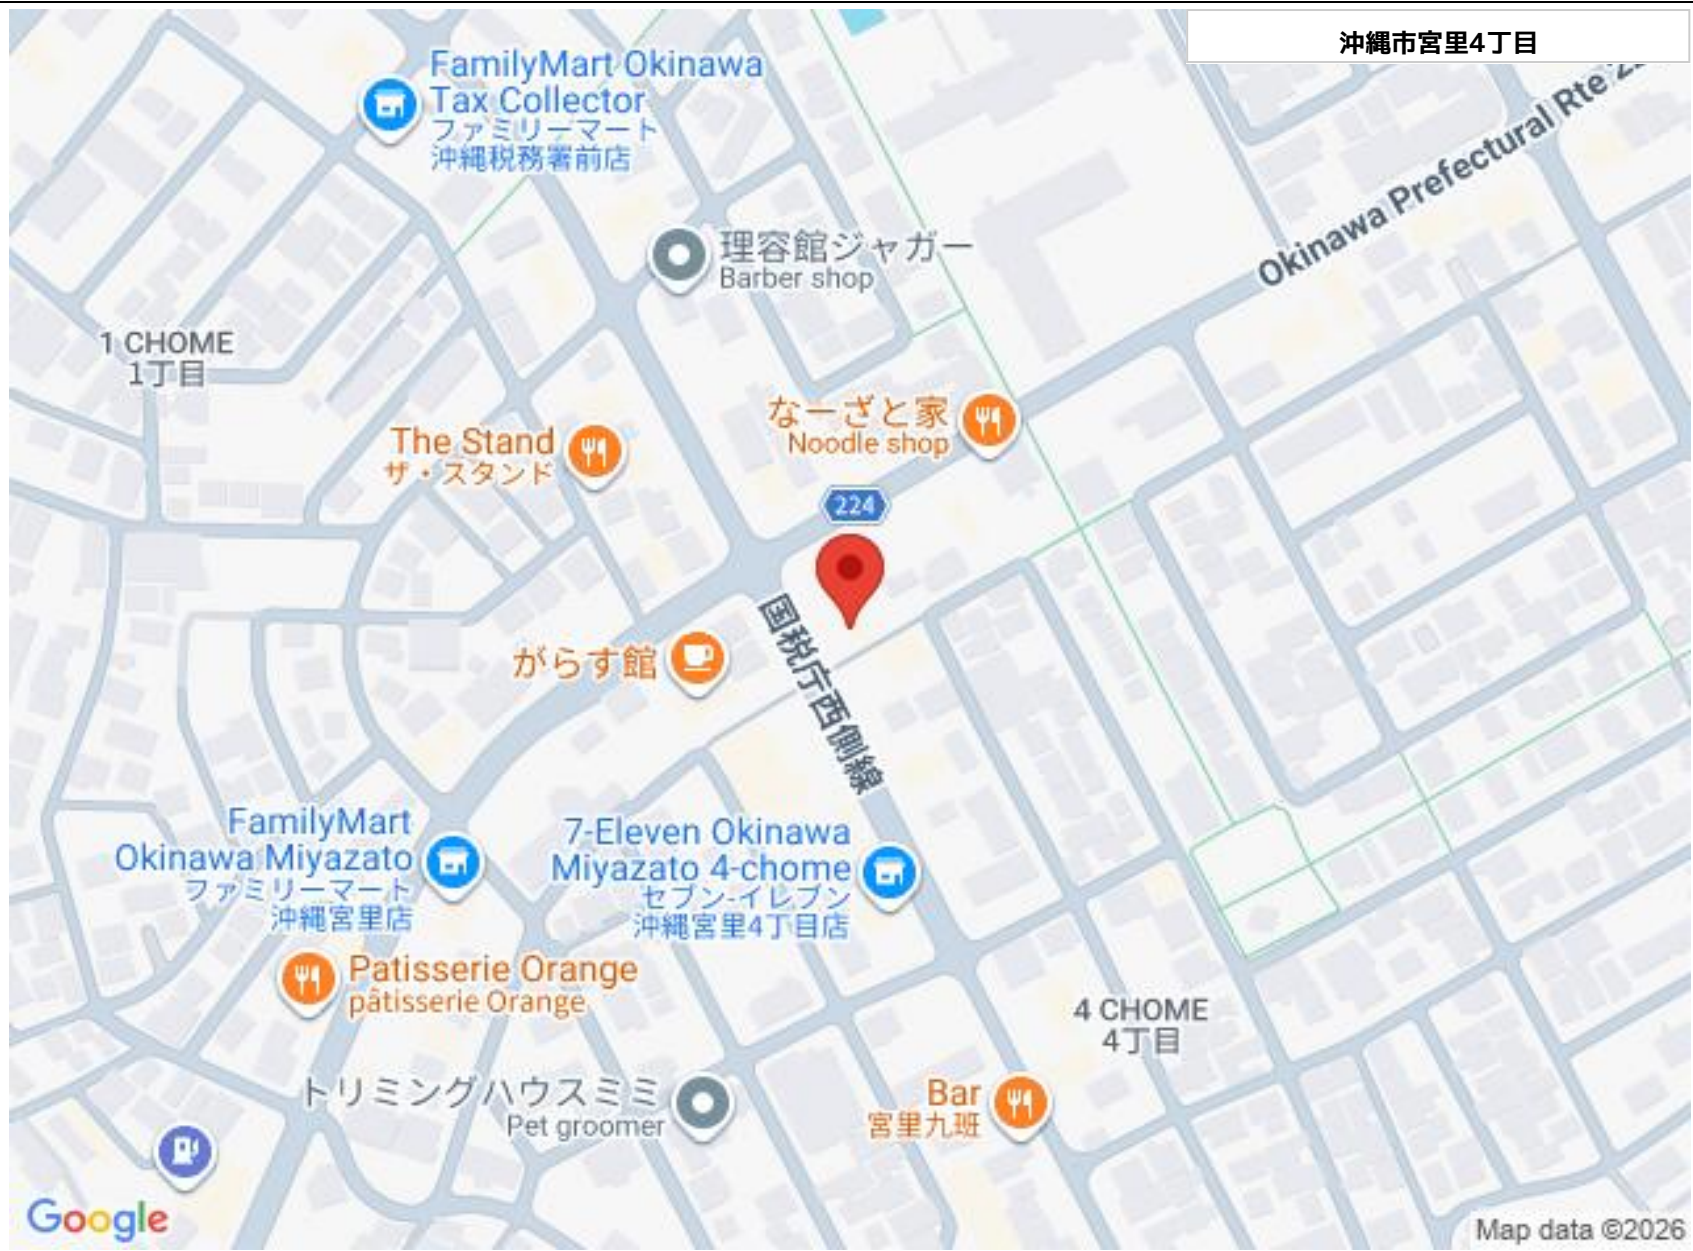 沖縄市宮里4丁目
FamilyMart Okinawa
Tax Collector
ファミリーマート
沖縄税務署前店
Okinawa Prefectural Rte
理容館ジャガー
Barber shop
1 CHOME
1丁目
なーざと家
Noodle shop
The Stand
ザ・スタンド
224
国税庁西側線
がらす館
FamilyMart
Okinawa Miyazato
ファミリーマート
沖縄宮里店
7-Eleven Okinawa
Miyazato 4-chome
セブン-イレブン
沖縄宮里4丁目店
Patisserie Orange
pâtisserie Orange
4 CHOME
4丁目
トリミングハウスミミ
Pet groomer
Bar
宮里九班
Google
Map data ©2026